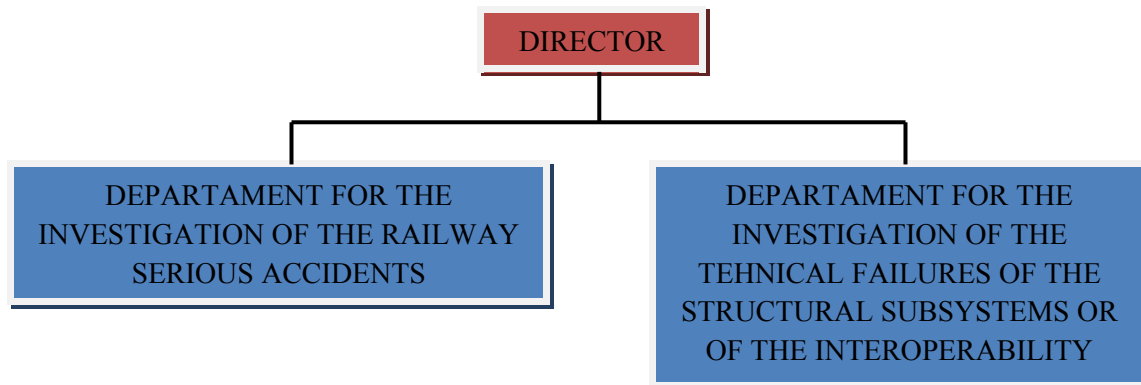 DIRECTOR
DEPARTAMENT FOR THE
INVESTIGATION OF THE RAILWAY
SERIOUS ACCIDENTS
DEPARTAMENT FOR THE
INVESTIGATION OF THE
TEHNICAL FAILURES OF THE
STRUCTURAL SUBSYSTEMS OR
OF THE INTEROPERABILITY